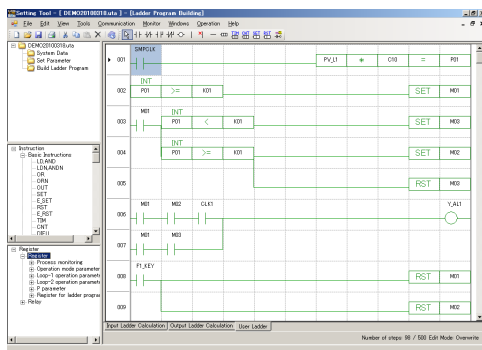 Setting Tool - [ DEMO20100318.uta ] - [Ladder Program Building]
File Edit View Tools Communication Monitor Windows Operation Help
DEMO20100318.uta
System Data
Set Parameter
Build Ladder Program
Instruction
Basic Instructions
LD,AND
LDN,ANDN
OR
ORN
OUT
SET
E_SET
RST
E_RST
TIM
CNT
DIFU
Register
Register
Process monitoring
Operation mode parameter
Loop-1 operation paramet
Loop-2 operation paramet
P parameter
Register for ladder progra
Relay
001 SMPCLK PV_L1 * C10 = P01
INT
002 P01 >= K01 SET M01
M01 INT
003 P01 < K01 SET M03
INT
004 P01 >= K01 SET M02
005 RST M03
006 M01 M02 CLK1 Y_AL1
007 M01 M03
008 F1_KEY RST M01
009 RST M02
Input Ladder Calculation Output Ladder Calculation User Ladder
Number of steps: 98 / 500 Edit Mode: Overwrite